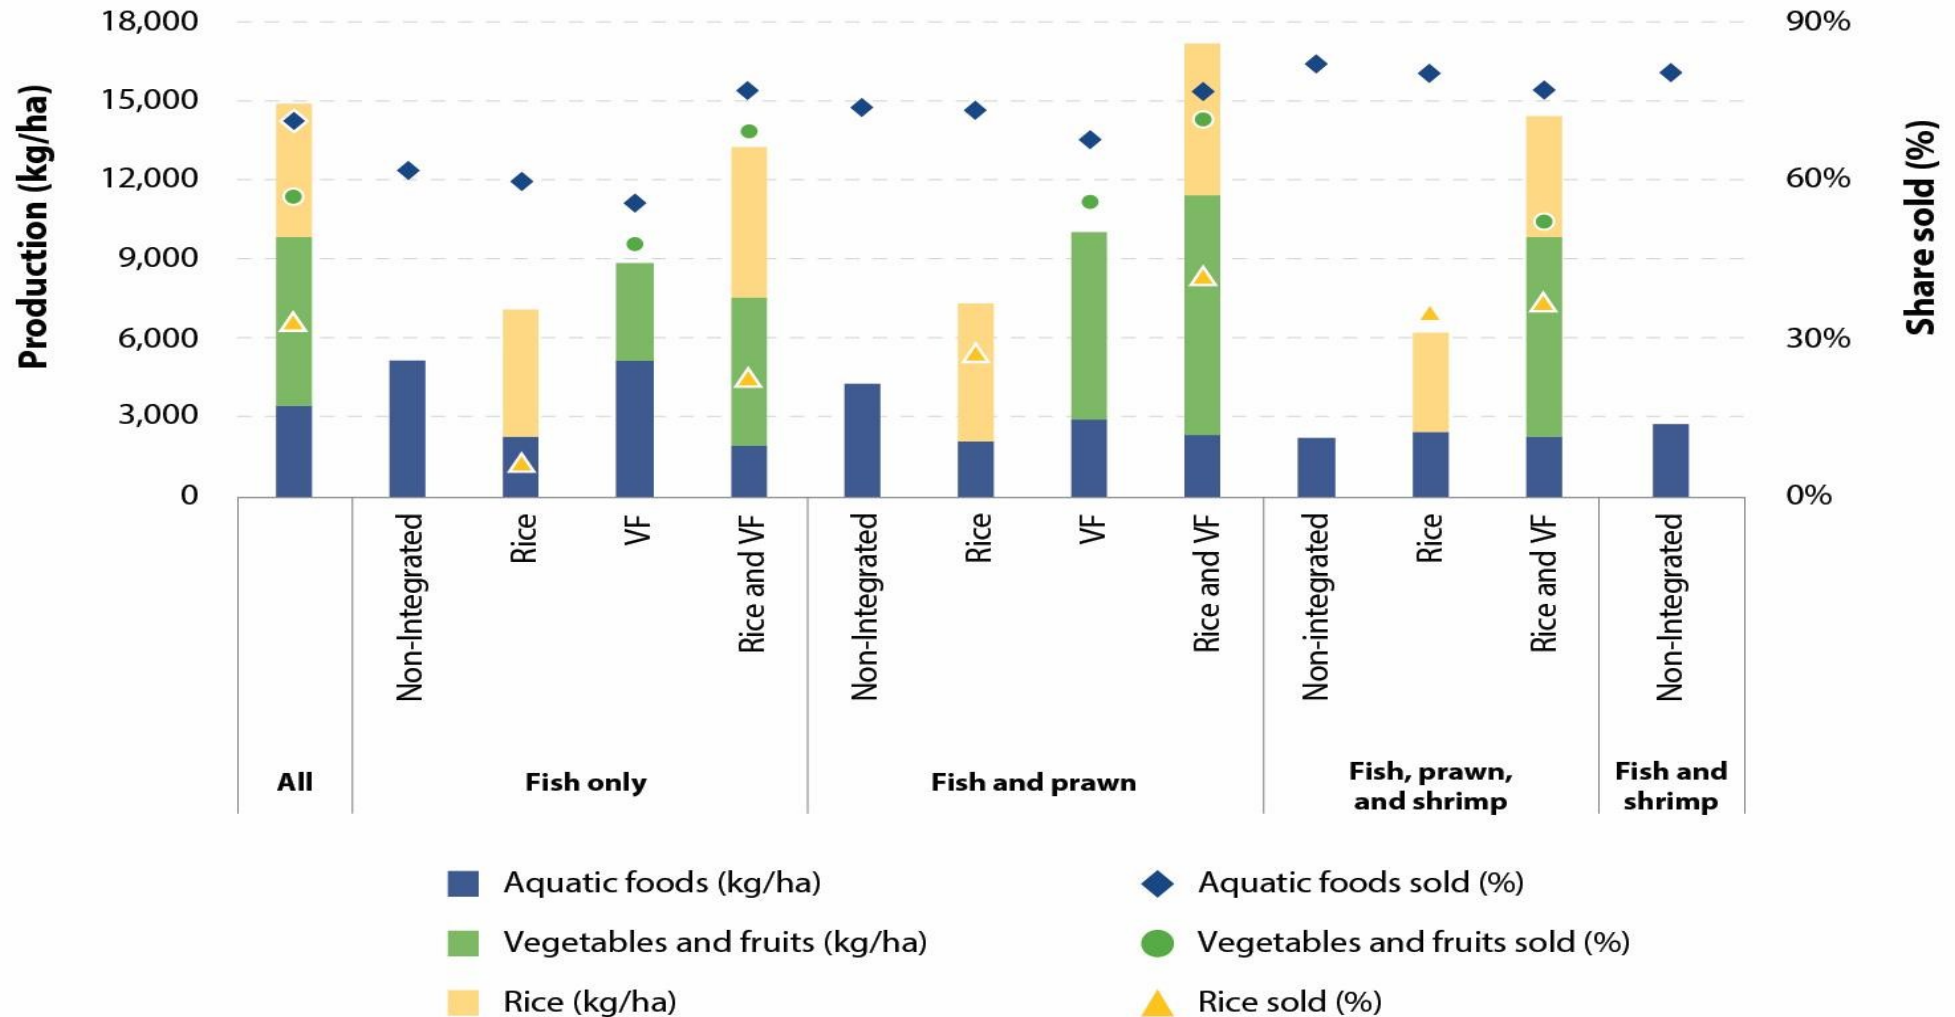 18,000
15,000
12,000
9,000
6,000
3,000
0
Production (kg/ha)
90%
60%
30%
0%
Share sold (%)
Non-Integrated
Rice
VF
Rice and VF
Non-Integrated
Rice
VF
Rice and VF
Non-integrated
Rice
Rice and VF
Non-Integrated
All
Fish only
Fish and prawn
Fish, prawn,
and shrimp
Fish and
shrimp
Aquatic foods (kg/ha)
Vegetables and fruits (kg/ha)
Rice (kg/ha)
Aquatic foods sold (%)
Vegetables and fruits sold (%)
Rice sold (%)